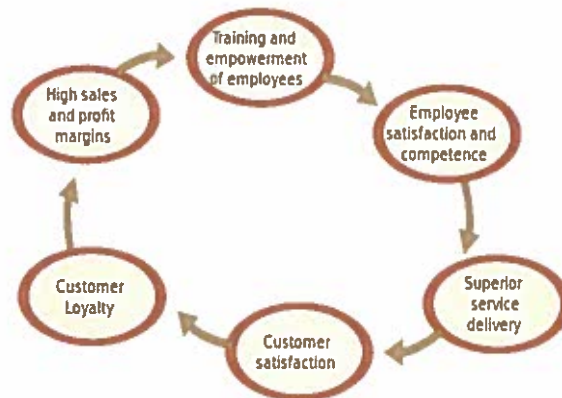 Training and
empowerment
of employees
Employee
satisfaction and
competence
Superior
service
delivery
Customer
satisfaction
Customer
Loyalty
High sales
and profit
margins